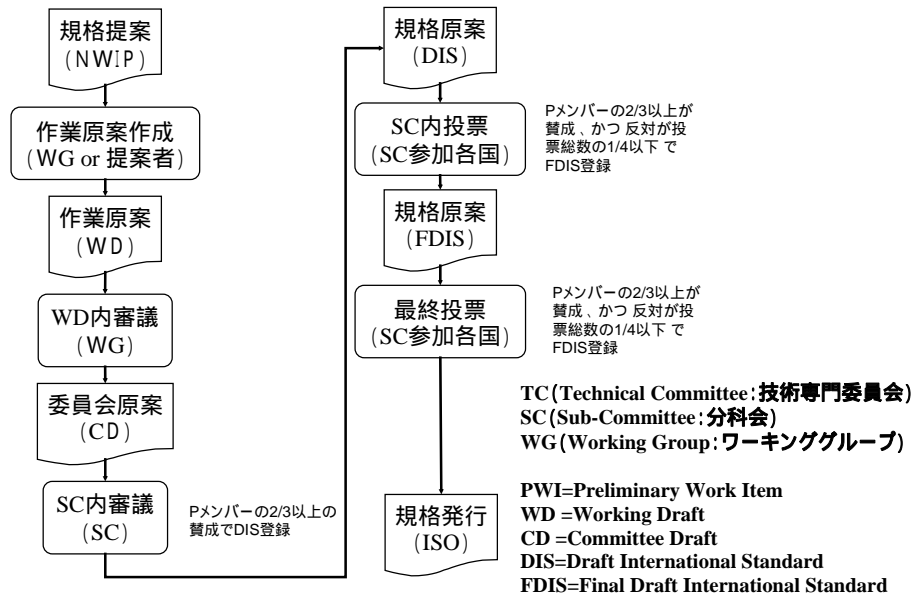 規格提案
(NWIP)
作業原案作成
(WG or 提案者)
作業原案
(WD)
WD内審議
(WG)
委員会原案
(CD)
SC内審議
(SC)
Pメンバーの2/3以上の
賛成でDIS登録
規格原案
(DIS)
SC内投票
(SC参加各国)
Pメンバーの2/3以上が
賛成、かつ 反対が投
票総数の1/4以下 で
FDIS登録
規格原案
(FDIS)
最終投票
(SC参加各国)
Pメンバーの2/3以上が
賛成、かつ 反対が投
票総数の1/4以下 で
FDIS登録
規格発行
(ISO)
TC(Technical Committee:技術専門委員会)
SC(Sub-Committee:分科会)
WG(Working Group:ワーキンググループ)
PWI=Preliminary Work Item
WD =Working Draft
CD =Committee Draft
DIS=Draft International Standard
FDIS=Final Draft International Standard